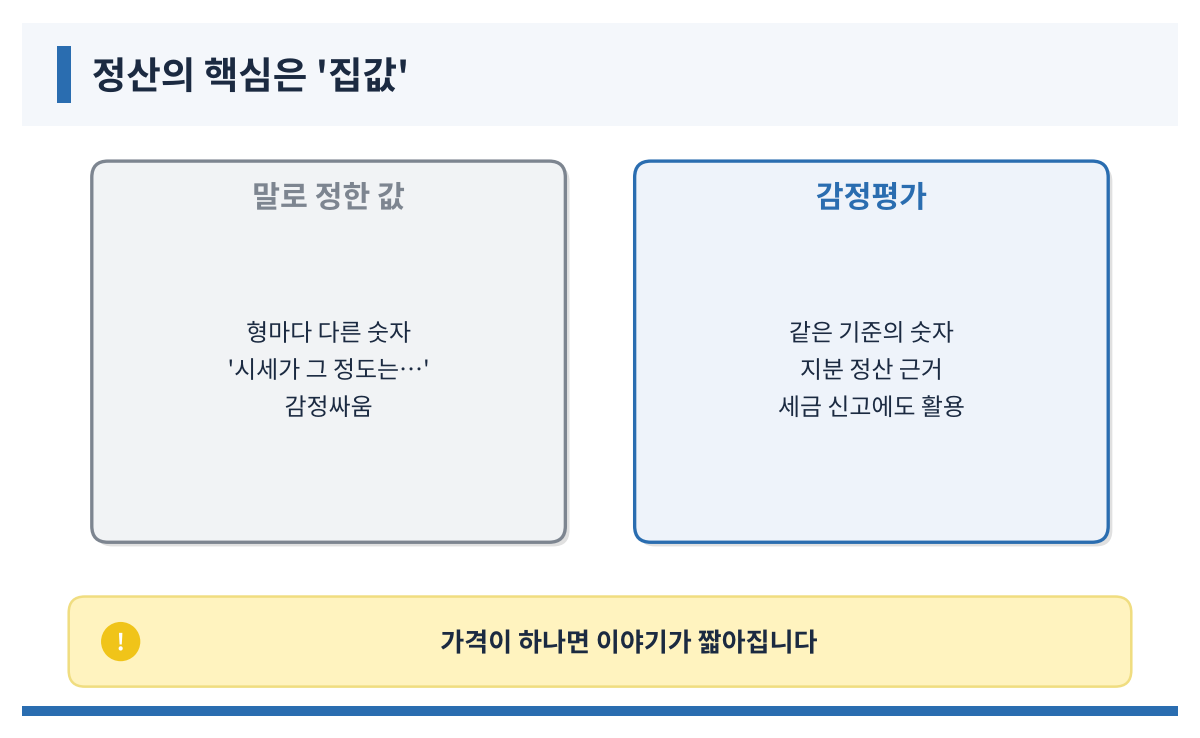 정산의 핵심은 '집값'
말로 정한 값
형마다 다른 숫자
'시세가 그 정도는…'
감정싸움
감정평가
같은 기준의 숫자
지분 정산 근거
세금 신고에도 활용
!
가격이 하나면 이야기가 짧아집니다